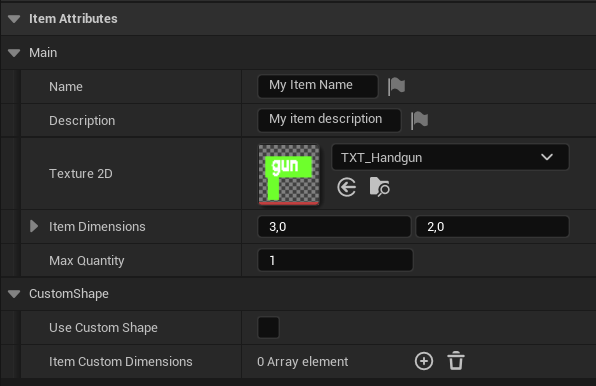 Item Attributes
Main
Name My Item Name
Description My item description
Texture 2D gun TXT_Handgun
Item Dimensions 3,0 2,0
Max Quantity 1
CustomShape
Use Custom Shape
Item Custom Dimensions 0 Array element